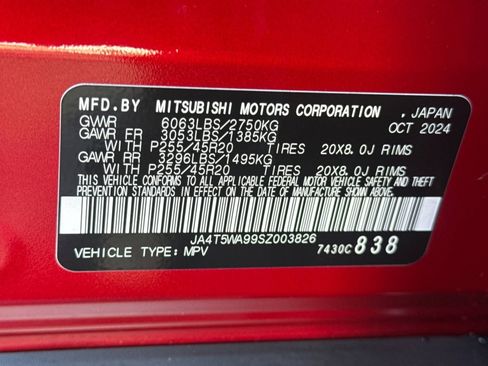 MFD.BY MITSUBISHI MOTORS CORPORATION . JAPAN
GVWR 6063LBS/2750KG OCT 2024
GAWR FR 3053LBS/1385KG
WITH P255/45R20 TIRES 20X8.0J RIMS
GAWR RR 3296LBS/1495KG
WITH P255/45R20 TIRES 20X8.0J RIMS
THIS VEHICLE CONFORMS TO ALL APPLICABLE FEDERAL MOTOR VEHICLE SAFETY AND THEFT
PREVENTION STANDARDS IN EFFECT ON THE DATE OF MANUFACTURE SHOWN ABOVE.
JA4T5WA99SZ003826
VEHICLE TYPE: MPV 7430C838